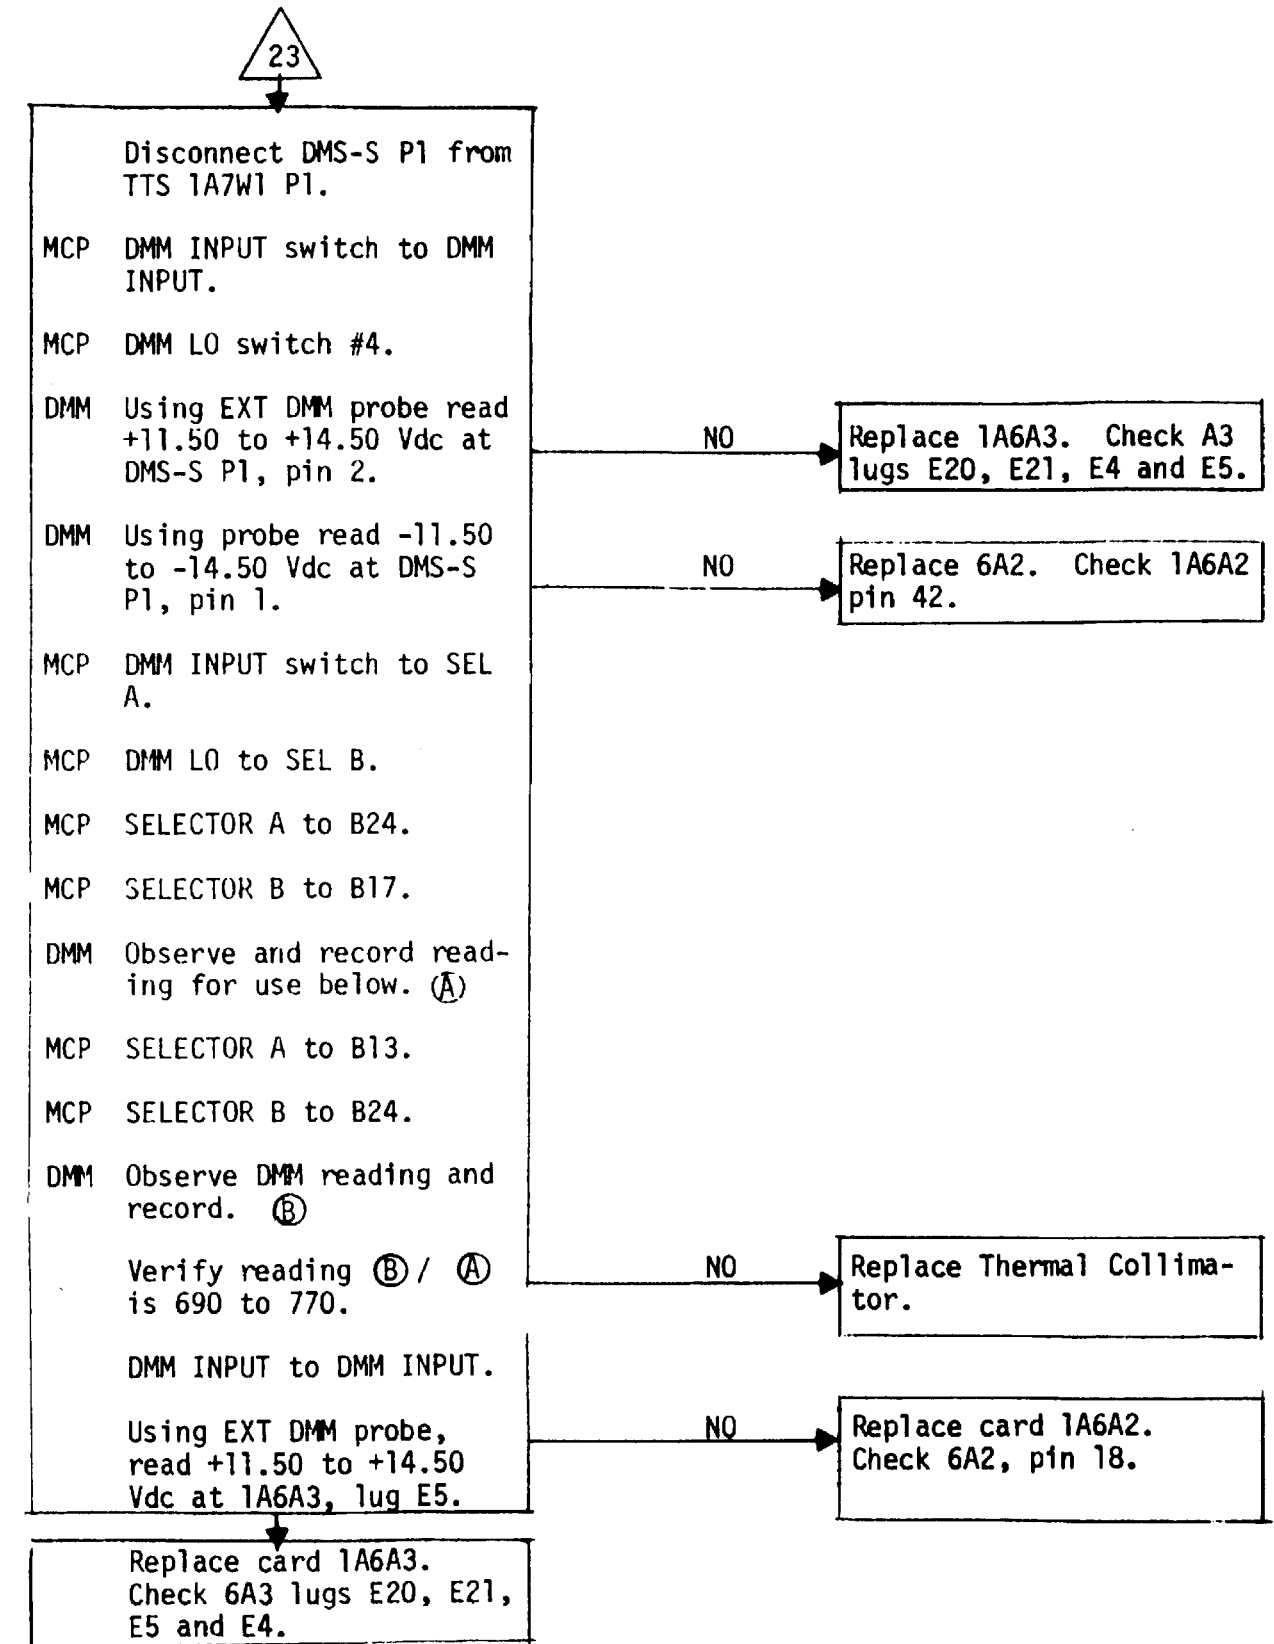 23
Disconnect DMS-S P1 from
TTS 1A7W1 P1.
MCP DMM INPUT switch to DMM
INPUT.
MCP DMM LO switch #4.
DMM Using EXT DMM probe read
+11.50 to +14.50 Vdc at
DMS-S P1, pin 2.
NO
Replace 1A6A3. Check A3
lugs E20, E21, E4 and E5.
DMM Using probe read -11.50
to -14.50 Vdc at DMS-S
P1, pin 1.
NO
Replace 6A2. Check 1A6A2
pin 42.
MCP DMM INPUT switch to SEL
A.
MCP DMM LO to SEL B.
MCP SELECTOR A to B24.
MCP SELECTOR B to B17.
DMM Observe and record read-
ing for use below. Ⓐ
MCP SELECTOR A to B13.
MCP SELECTOR B to B24.
DMM Observe DMM reading and
record. Ⓑ
Verify reading Ⓑ / Ⓐ
is 690 to 770.
NO
Replace Thermal Collima-
tor.
DMM INPUT to DMM INPUT.
Using EXT DMM probe,
read +11.50 to +14.50
Vdc at 1A6A3, lug E5.
NO
Replace card 1A6A2.
Check 6A2, pin 18.
Replace card 1A6A3.
Check 6A3 lugs E20, E21,
E5 and E4.